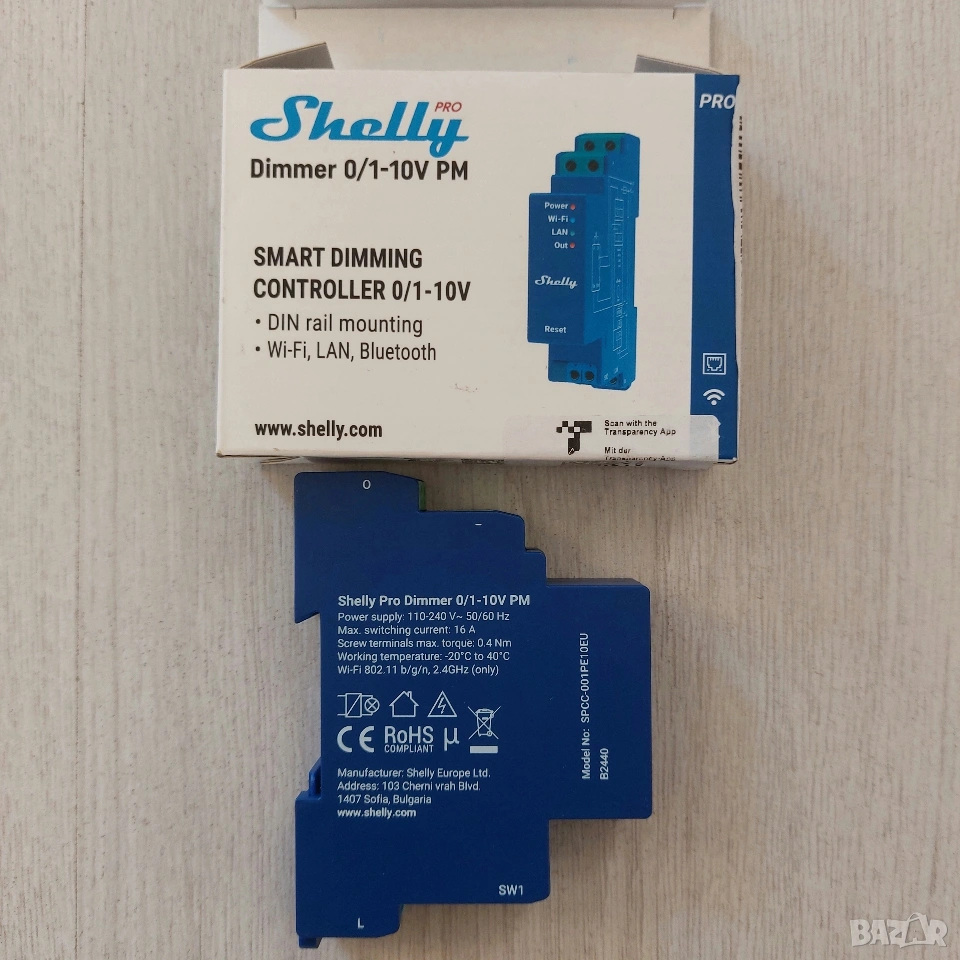 Shelly PRO
Dimmer 0/1-10V PM
SMART DIMMING
CONTROLLER 0/1-10V
• DIN rail mounting
• Wi-Fi, LAN, Bluetooth
www.shelly.com
Power
Wi-Fi
LAN
Out
Shelly
Reset
PRO
Scan with the
Transparency App
Mit der
Transparency-App
O
-
Shelly Pro Dimmer 0/1-10V PM
Power supply: 110-240 V~ 50/60 Hz
Max. switching current: 16 A
Screw terminals max. torque: 0.4 Nm
Working temperature: -20°C to 40°C
Wi-Fi 802.11 b/g/n, 2.4GHz (only)
CE RoHS COMPLIANT µ
Manufacturer: Shelly Europe Ltd.
Address: 103 Cherni vrah Blvd.
1407 Sofia, Bulgaria
www.shelly.com
Model No: SPCC-001PE10EU
B2440
SW1
L
BAZAR